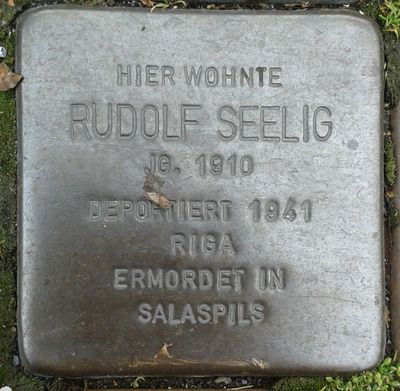 HIER WOHNTE
RUDOLF SEELIG
JG. 1910
DEPORTIERT 1941
RIGA
ERMORDET IN
SALASPILS